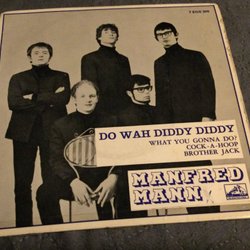 DO WAH DIDDY DIDDY
WHAT YOU GONNA DO?
COCK-A-HOOP
BROTHER JACK
MANFRED
MANN